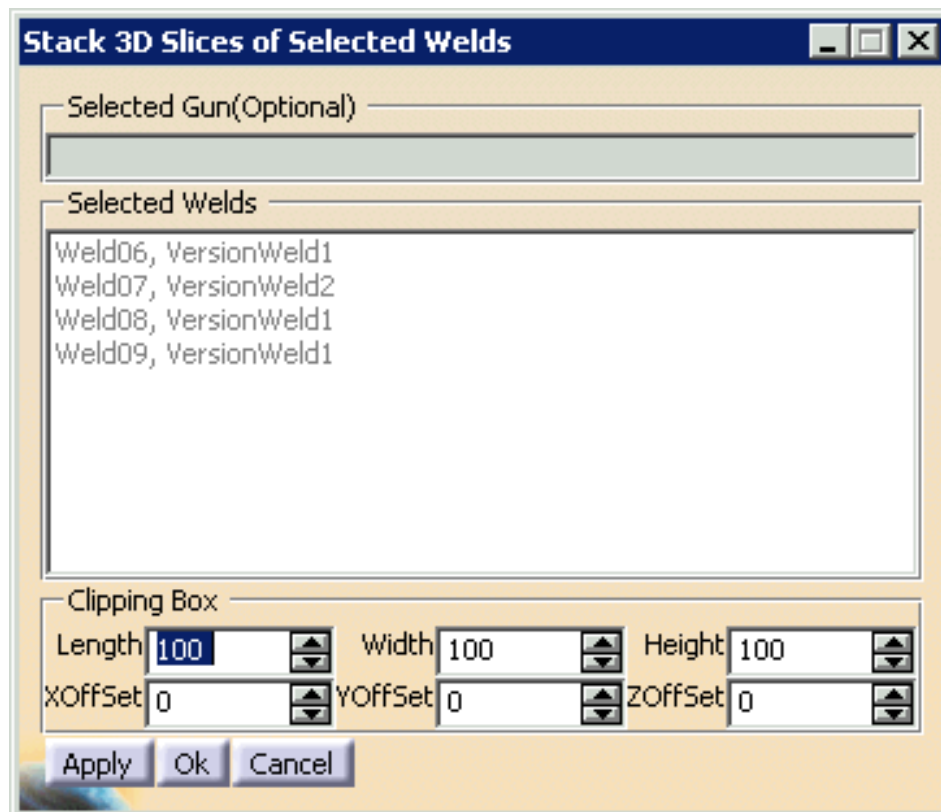 Stack 3D Slices of Selected Welds
Selected Gun(Optional)
Selected Welds
Weld06, VersionWeld1
Weld07, VersionWeld2
Weld08, VersionWeld1
Weld09, VersionWeld1
Clipping Box
Length 100 Width 100 Height 100
XOffSet 0 YOffSet 0 ZOffSet 0
Apply Ok Cancel